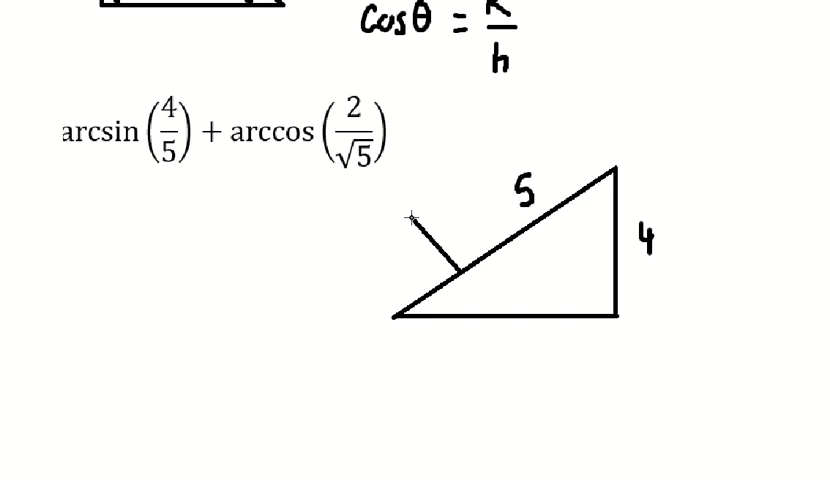 cosθ = /h
arcsin(4/5) + arccos(2/√5)
5
4